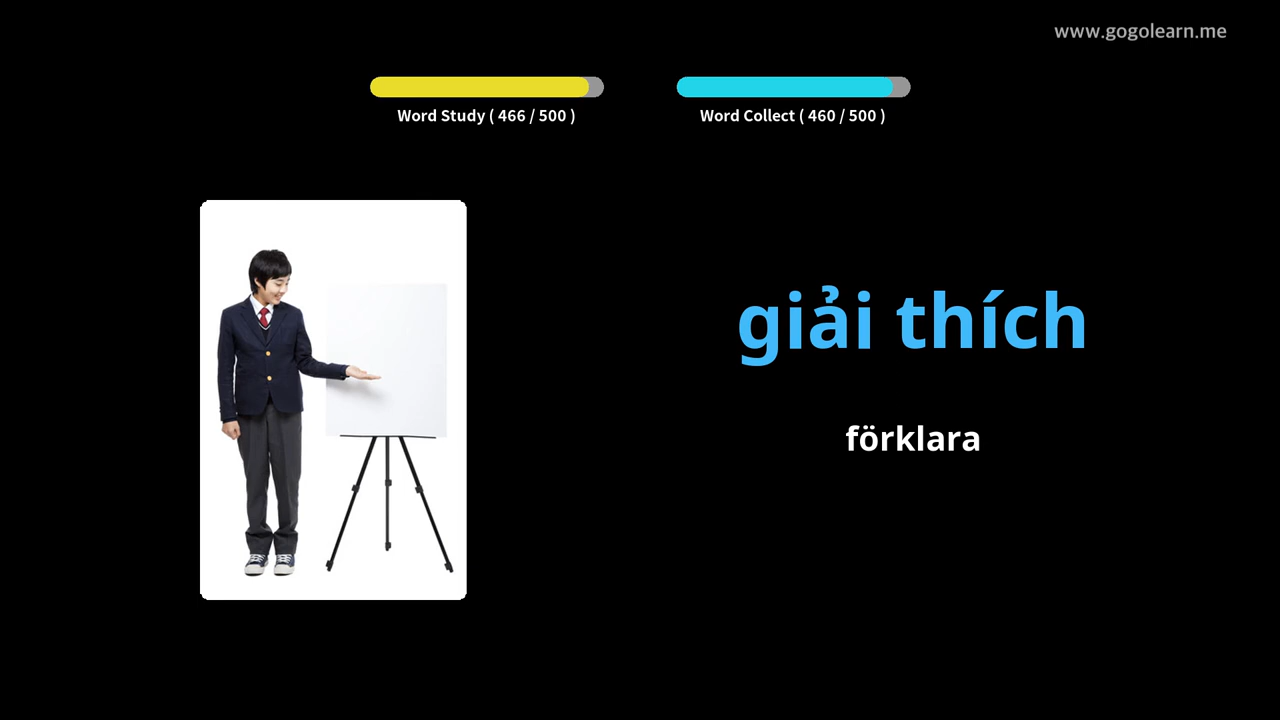 www.gogolearn.me
Word Study ( 466 / 500 )
Word Collect ( 460 / 500 )
giải thích
förklara